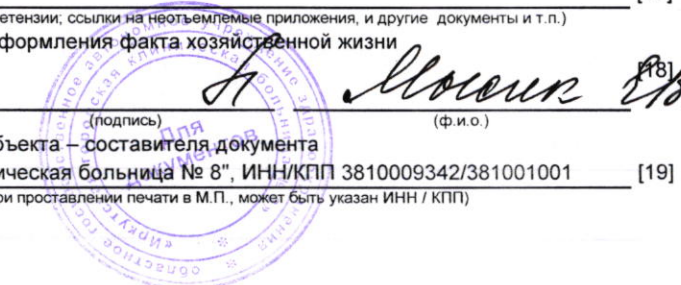 етензии; ссылки на неотъемлемые приложения, и другие документы и т.п.)
формления факта хозяйственной жизни
[18]
(подпись) (ф.и.о.)
бъекта – составителя документа
ическая больница № 8", ИНН/КПП 3810009342/381001001 [19]
ри проставлении печати в М.П., может быть указан ИНН / КПП)
Для
документов